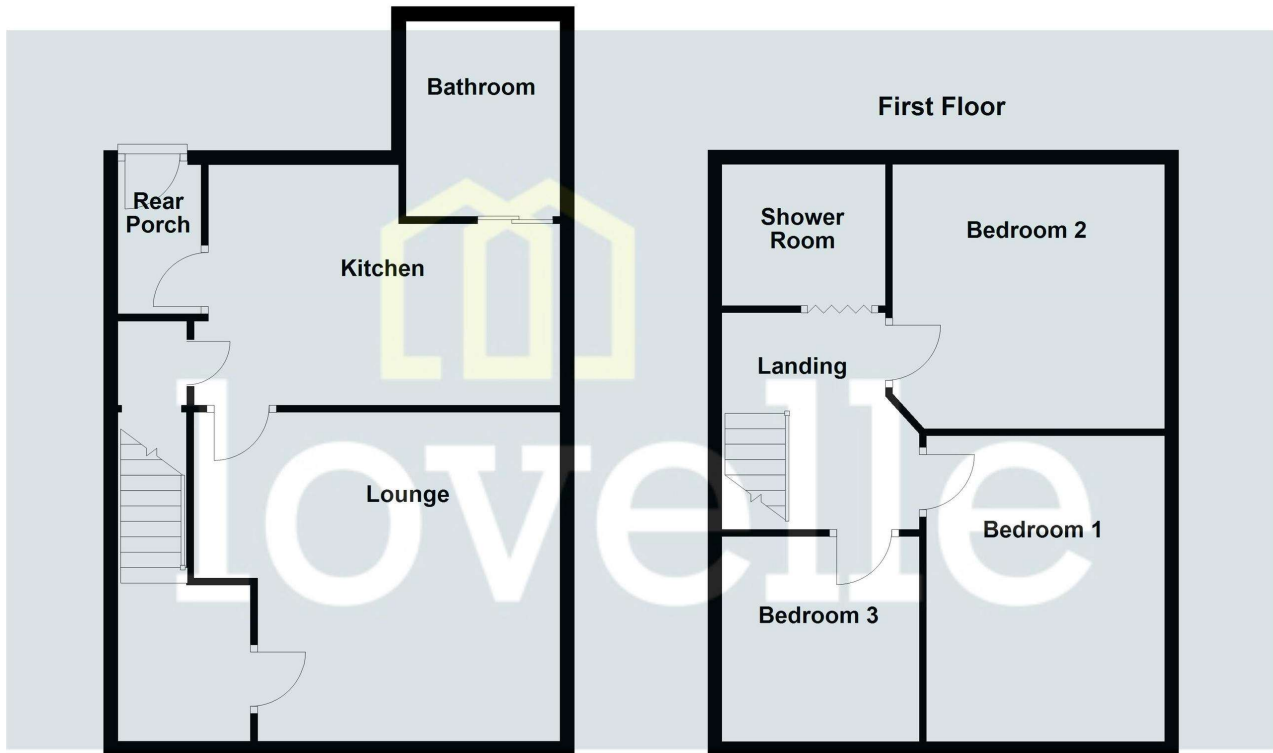 Bathroom
Rear
Porch
Kitchen
Lounge
First Floor
Shower
Room
Bedroom 2
Landing
Bedroom 1
Bedroom 3
lovelle